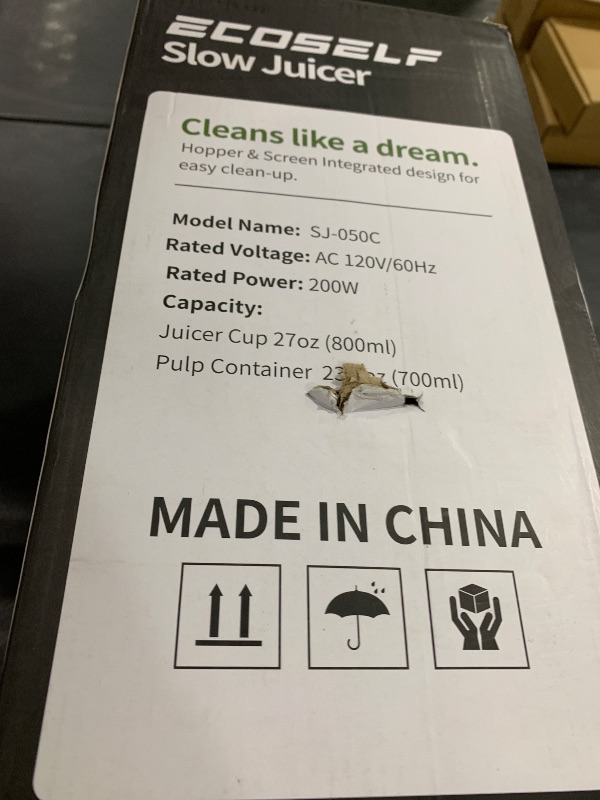 ECOSELF
Slow Juicer
Cleans like a dream.
Hopper & Screen Integrated design for
easy clean-up.
Model Name: SJ-050C
Rated Voltage: AC 120V/60Hz
Rated Power: 200W
Capacity:
Juicer Cup 27oz (800ml)
Pulp Container (700ml)
MADE IN CHINA